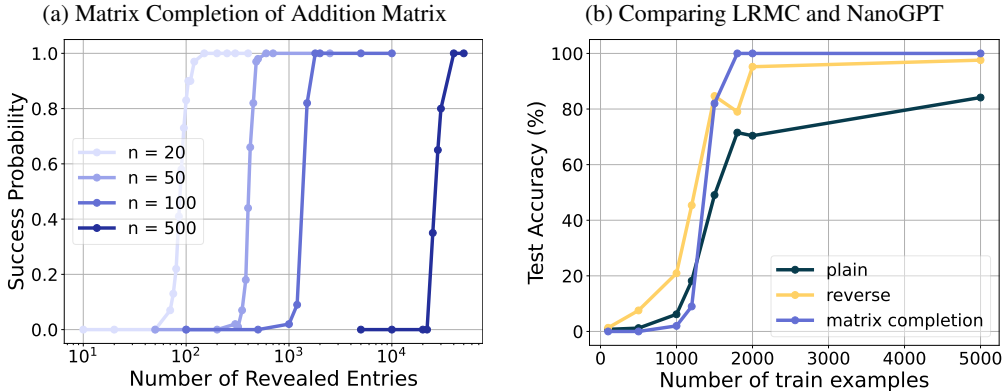 (a) Matrix Completion of Addition Matrix
Success Probability
1.0
0.8
0.6
0.4
0.2
0.0
n = 20
n = 50
n = 100
n = 500
10¹
10²
10³
10⁴
Number of Revealed Entries
(b) Comparing LRMC and NanoGPT
Test Accuracy (%)
100
80
60
40
20
0
plain
reverse
matrix completion
0
1000
2000
3000
4000
5000
Number of train examples